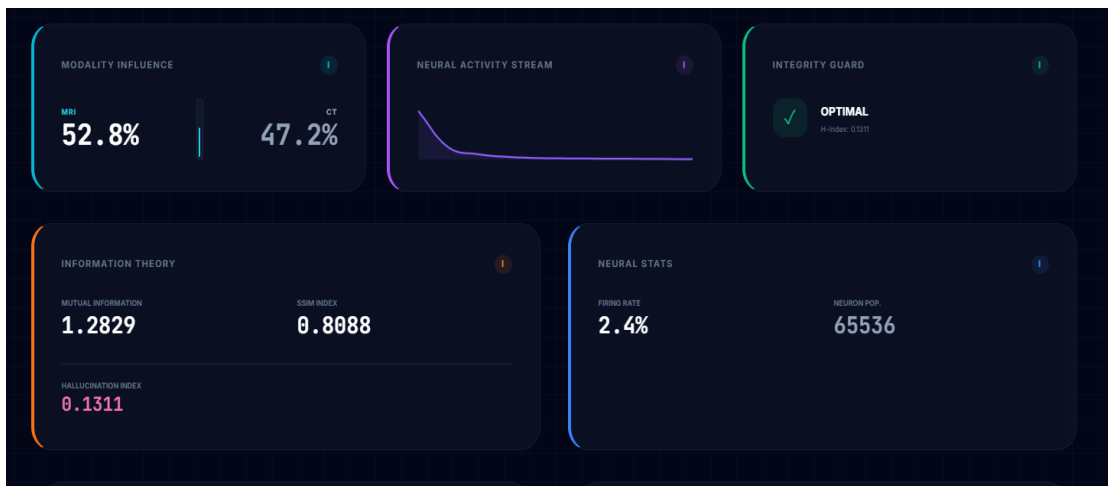 MODALITY INFLUENCE
I
MRI
52.8%
CT
47.2%
NEURAL ACTIVITY STREAM
I
INTEGRITY GUARD
I
✓
OPTIMAL
H-Index: 0.1311
INFORMATION THEORY
I
MUTUAL INFORMATION
1.2829
SSIM INDEX
0.8088
HALLUCINATION INDEX
0.1311
NEURAL STATS
I
FIRING RATE
2.4%
NEURON POP.
65536